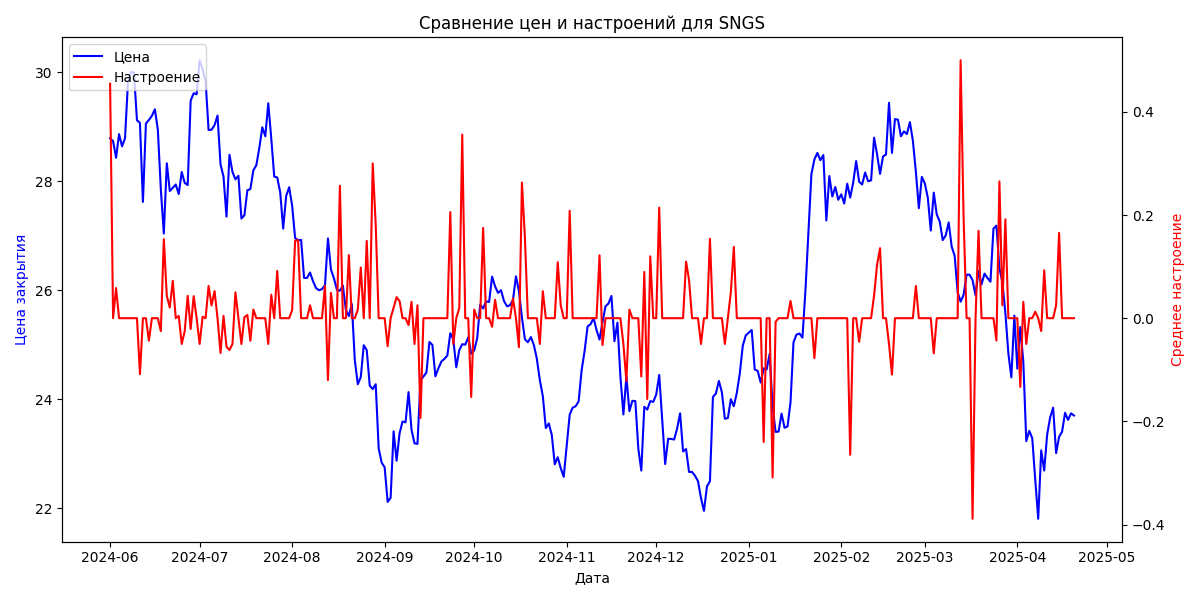 Сравнение цен и настроений для SNGS
Цена
Настроение
Цена закрытия
30
28
26
24
22
0.4
0.2
0.0
−0.2
−0.4
Среднее настроение
2024-06 2024-07 2024-08 2024-09 2024-10 2024-11 2024-12 2025-01 2025-02 2025-03 2025-04 2025-05
Дата